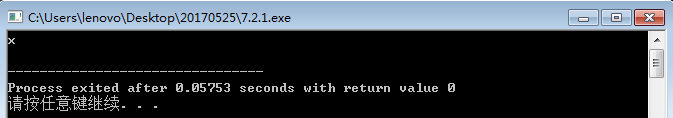 C:\Users\lenovo\Desktop\20170525\7.2.1.exe
x
--------------------------------
Process exited after 0.05753 seconds with return value 0
请按任意键继续. . .